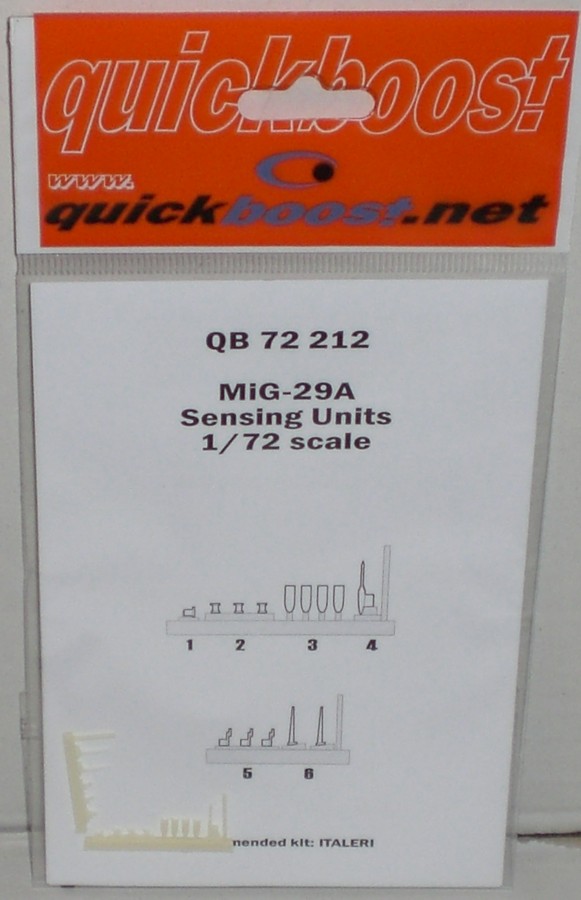 quickboost
www.
quickboost.net
QB 72 212
MiG-29A
Sensing Units
1/72 scale
1 2 3 4
5 6
mended kit: ITALERI